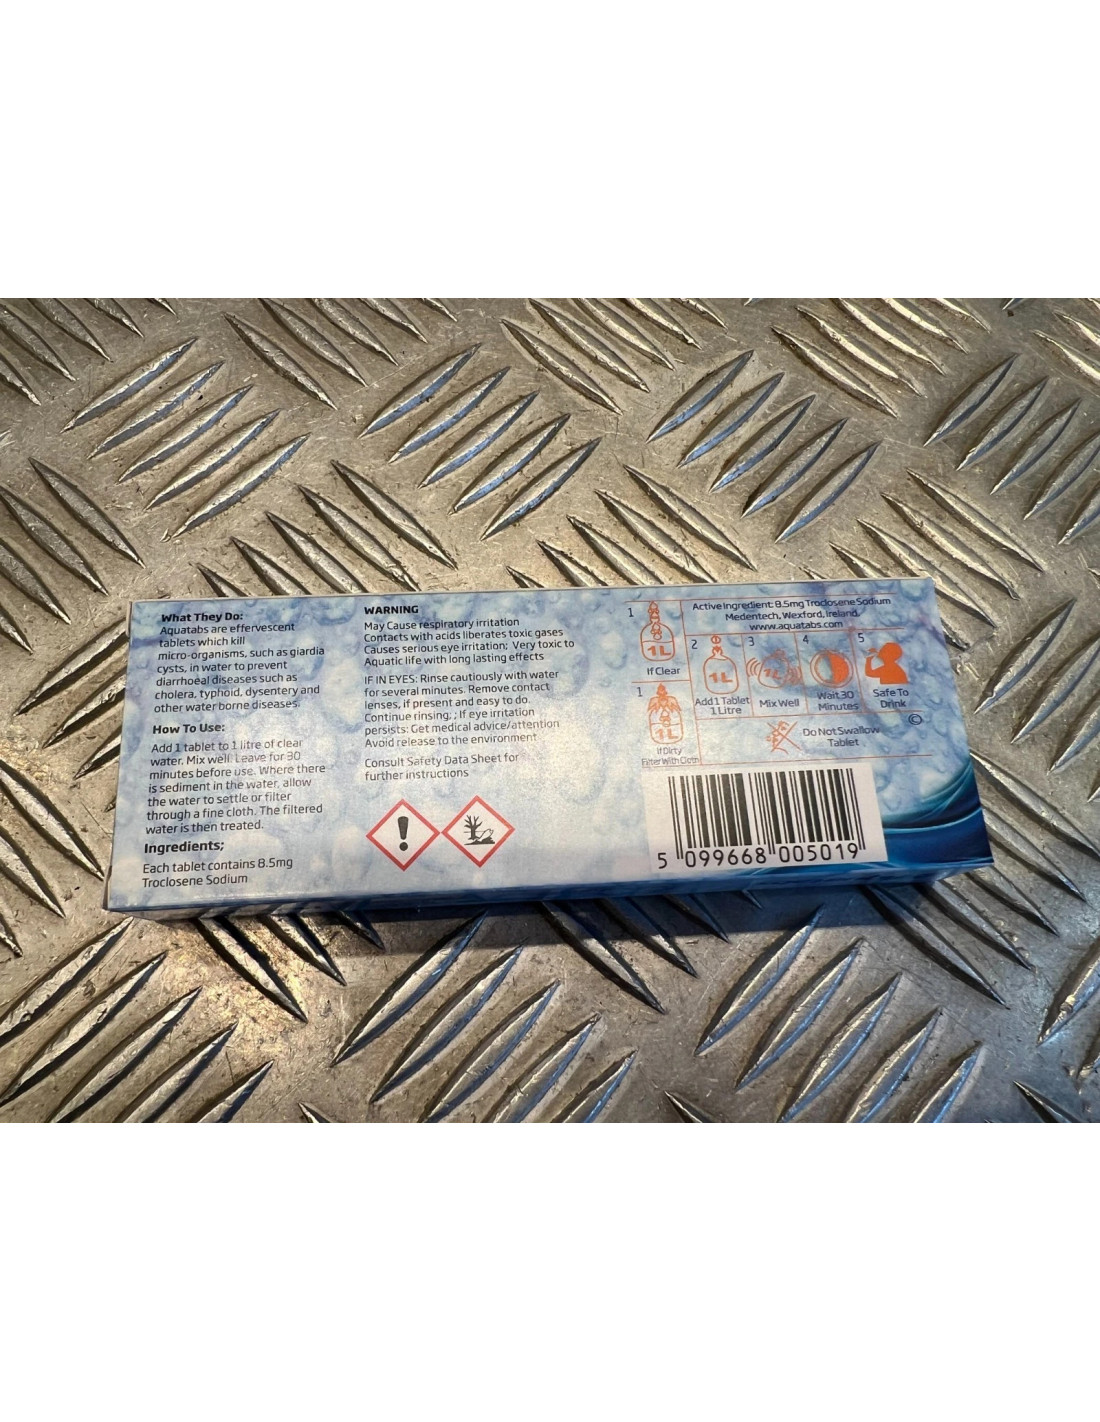 What They Do:
Aquatabs are effervescent
tablets which kill
micro-organisms, such as giardia
cysts, in water to prevent
diarrhoeal diseases such as
cholera, typhoid, dysentery and
other water borne diseases.
How To Use:
Add 1 tablet to 1 litre of clear
water. Mix well. Leave for 30
minutes before use. Where there
is sediment in the water, allow
the water to settle or filter
through a fine cloth. The filtered
water is then treated.
Ingredients;
Each tablet contains 8.5mg
Troclosene Sodium
WARNING
May Cause respiratory irritation
Contacts with acids liberates toxic gases
Causes serious eye irritation; Very toxic to
Aquatic life with long lasting effects
IF IN EYES: Rinse cautiously with water
for several minutes. Remove contact
lenses, if present and easy to do.
Continue rinsing, ; If eye irritation
persists: Get medical advice/attention
Avoid release to the environment
Consult Safety Data Sheet for
further instructions
1
1L
If Clear
1
1L
If Dirty
Filter With Cloth
Active Ingredient: 8.5mg Troclosene Sodium
Medentech, Wexford, Ireland.
www.aquatabs.com
2
1L
Add 1 Tablet
1 Litre
3
1L
Mix Well
4
Wait 30
Minutes
5
Safe To
Drink
©
Do Not Swallow
Tablet
5 099668 005019